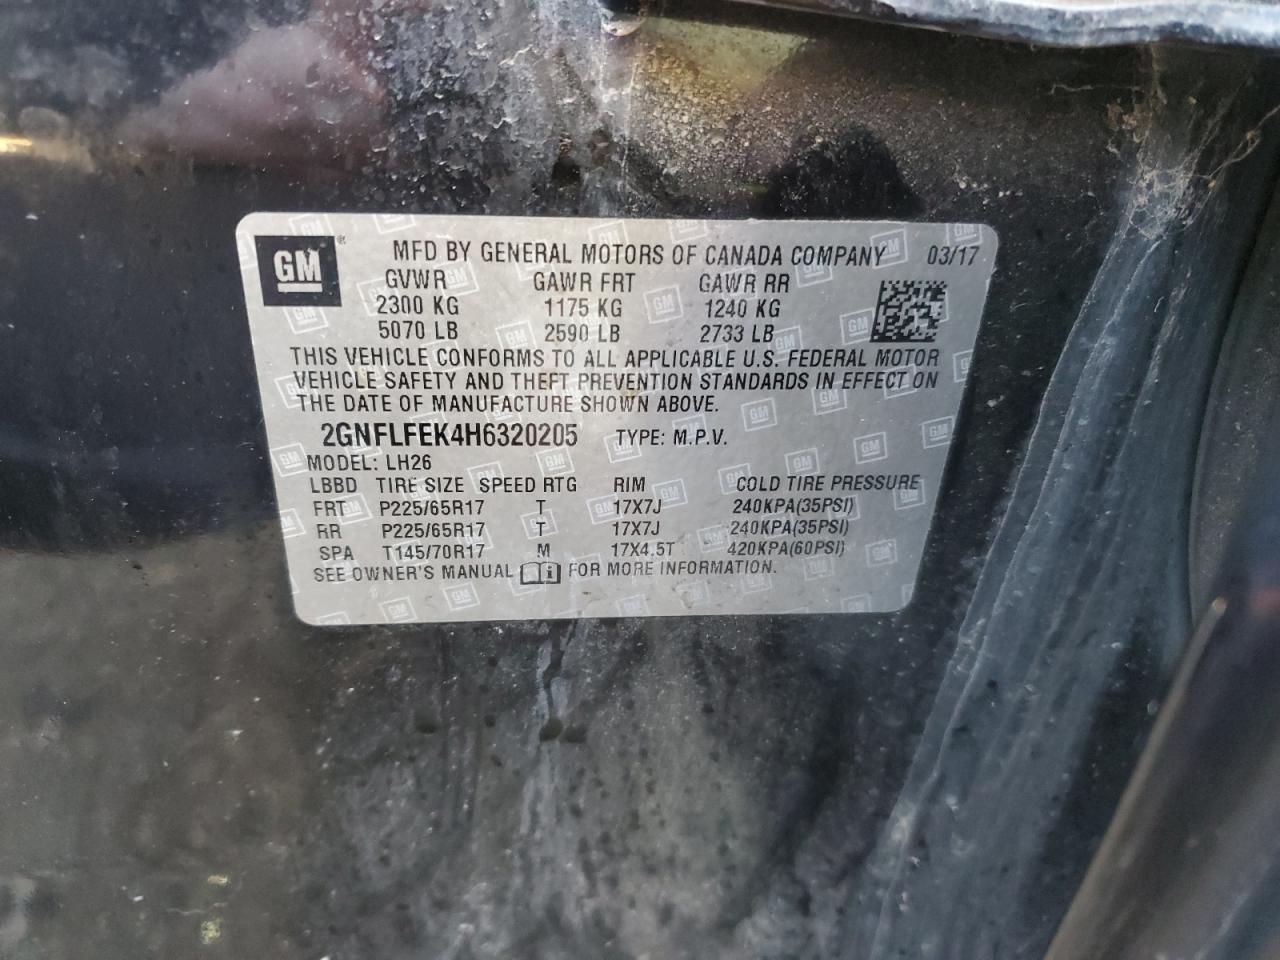 GM ® MFD BY GENERAL MOTORS OF CANADA COMPANY 03/17
GVWR GAWR FRT GAWR RR
2300 KG 1175 KG 1240 KG
5070 LB 2590 LB 2733 LB
THIS VEHICLE CONFORMS TO ALL APPLICABLE U.S. FEDERAL MOTOR
VEHICLE SAFETY AND THEFT PREVENTION STANDARDS IN EFFECT ON
THE DATE OF MANUFACTURE SHOWN ABOVE.
2GNFLFEK4H6320205 TYPE: M.P.V.
MODEL: LH26
LBBD TIRE SIZE SPEED RTG RIM COLD TIRE PRESSURE
FRT P225/65R17 T 17X7J 240KPA(35PSI)
RR P225/65R17 T 17X7J 240KPA(35PSI)
SPA T145/70R17 M 17X4.5T 420KPA(60PSI)
SEE OWNER'S MANUAL FOR MORE INFORMATION.